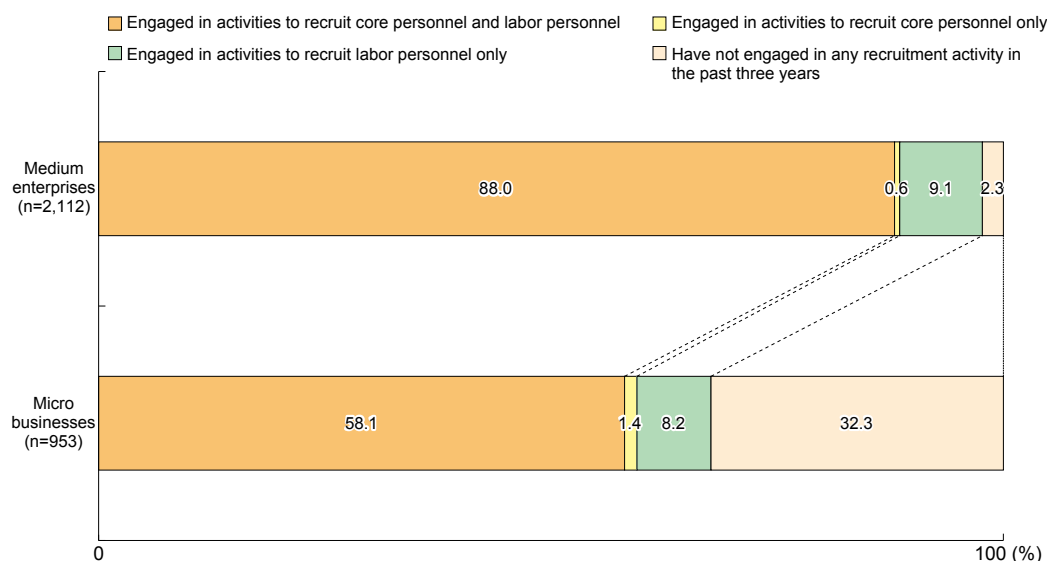 Engaged in activities to recruit core personnel and labor personnel
Engaged in activities to recruit core personnel only
Engaged in activities to recruit labor personnel only
Have not engaged in any recruitment activity in
the past three years
Medium
enterprises
(n=2,112)
88.0
0.6
9.1
2.3
Micro
businesses
(n=953)
58.1
1.4
8.2
32.3
0
100 (%)